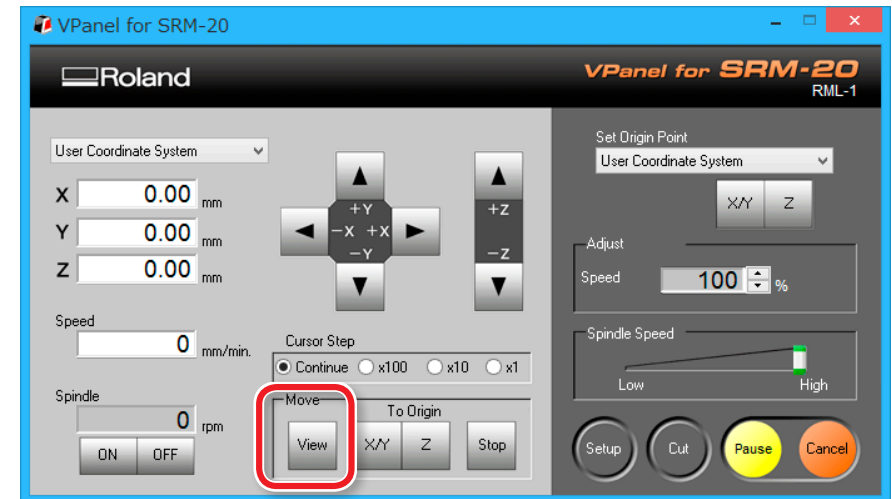 VPanel for SRM-20
Roland
VPanel for SRM-20
RML-1
User Coordinate System
X 0.00 mm
Y 0.00 mm
Z 0.00 mm
Speed
0 mm/min.
Spindle
0 rpm
ON OFF
+Y
-X +X
-Y
+Z
-Z
Cursor Step
Continue x100 x10 x1
Move
To Origin
View X/Y Z Stop
Set Origin Point
User Coordinate System
X/Y Z
Adjust
Speed 100 %
Spindle Speed
Low High
Setup Cut Pause Cancel